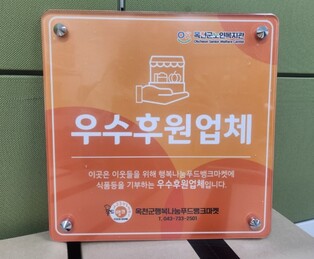 옥천군노인복지관
우수후원업체
이곳은 이웃들을 위해 행복나눔푸드뱅크마켓에
식품등을 기부하는 우수후원업체입니다.
옥천군행복나눔푸드뱅크마켓